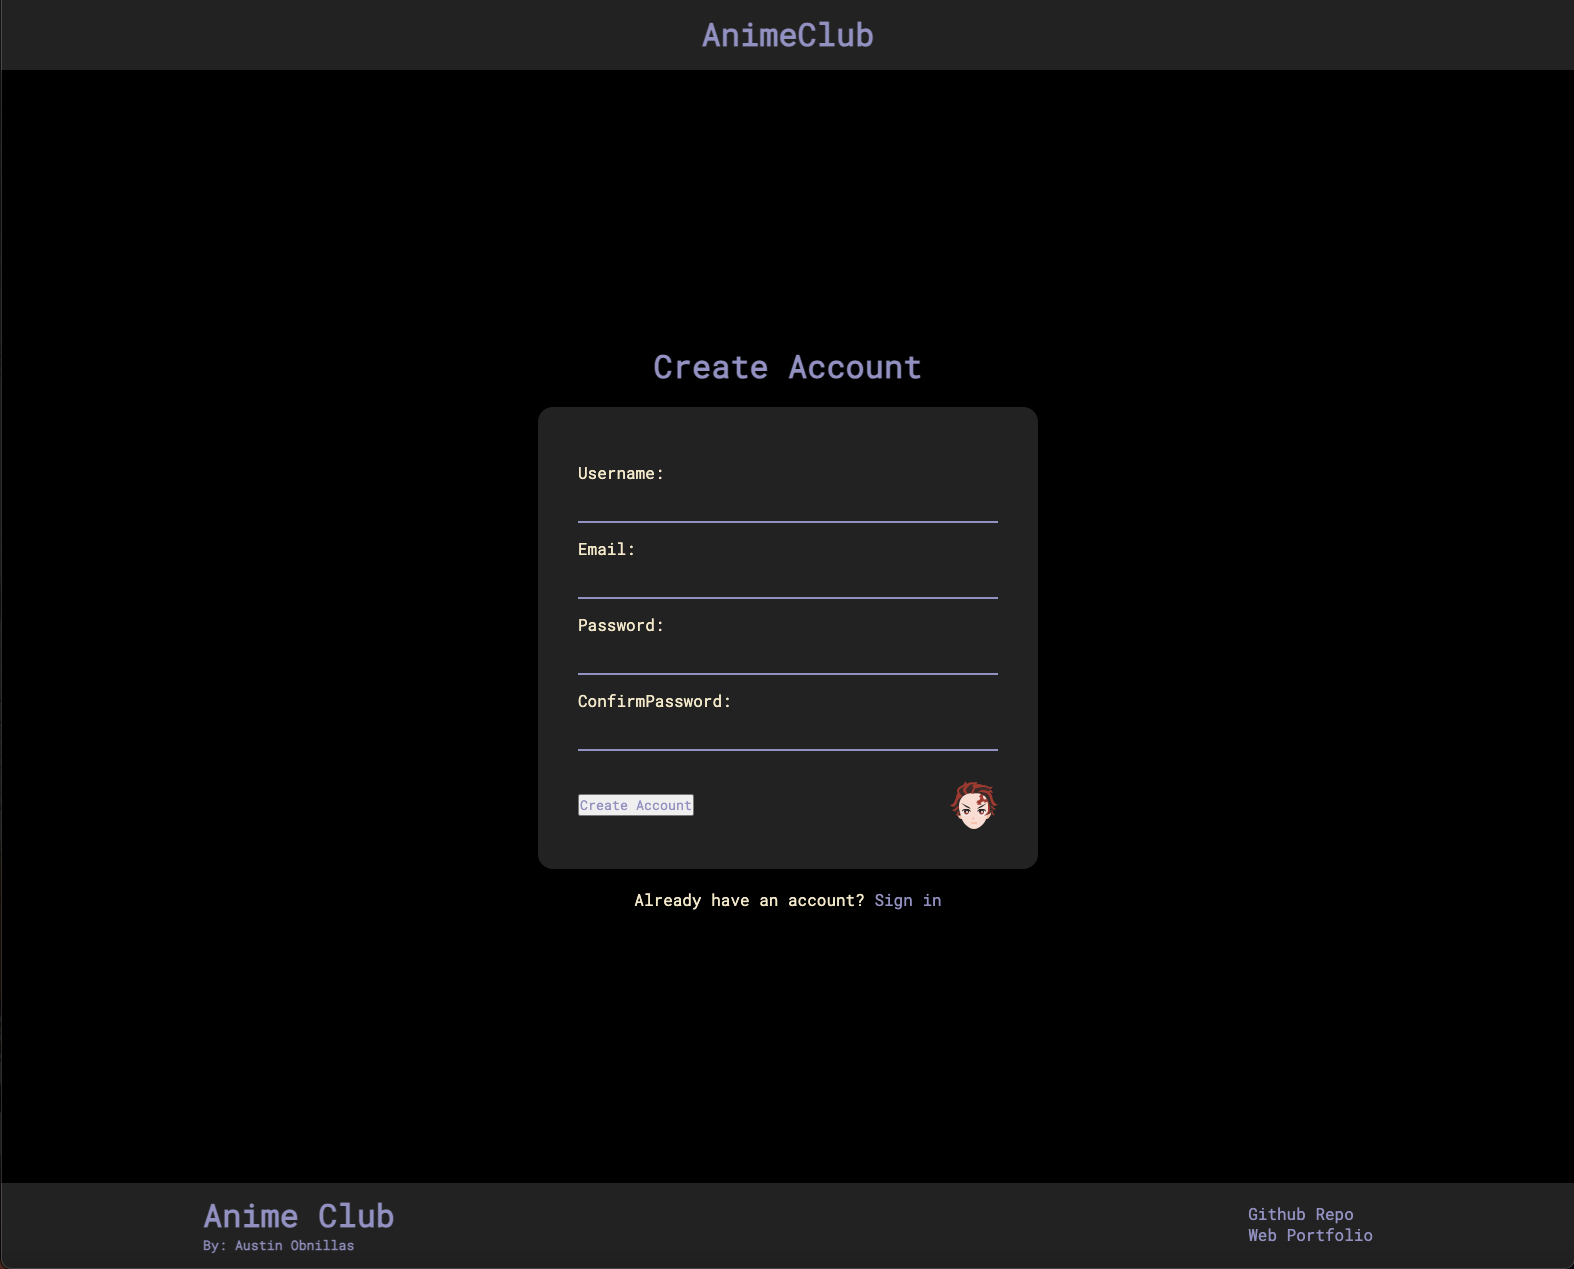 AnimeClub
Create Account
Username:
Email:
Password:
ConfirmPassword:
Create Account
Already have an account? Sign in
Anime Club
By: Austin Obnillas
Github Repo
Web Portfolio